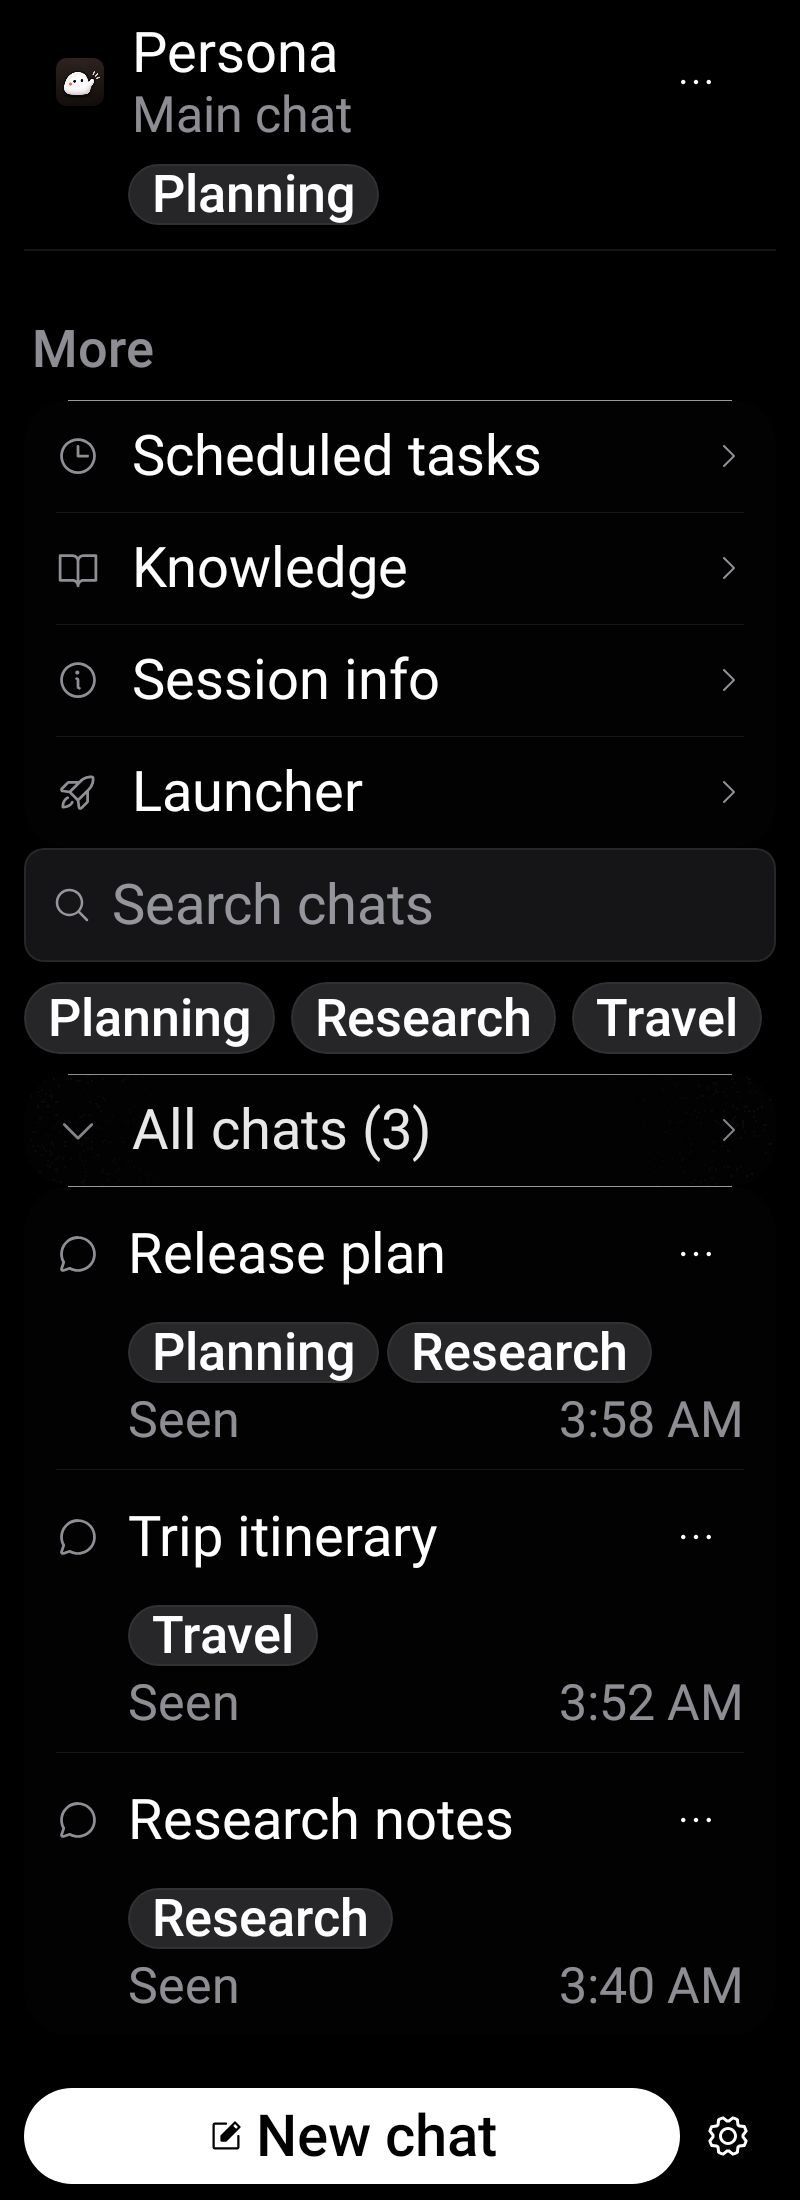 Persona
Main chat
Planning
More
Scheduled tasks
Knowledge
Session info
Launcher
Search chats
Planning Research Travel
All chats (3)
Release plan
Planning Research
Seen 3:58 AM
Trip itinerary
Travel
Seen 3:52 AM
Research notes
Research
Seen 3:40 AM
New chat